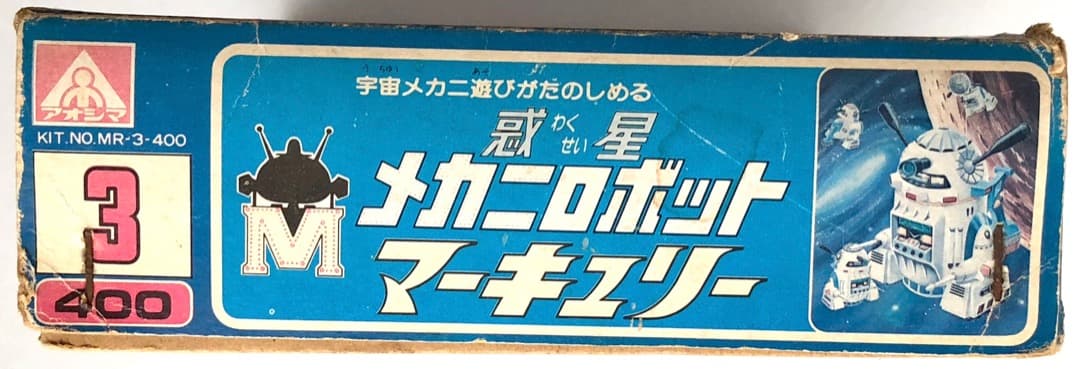 アオシマ
KIT.NO.MR-3-400
3
400
宇宙メカニ遊びがたのしめる
惑星
わく
せい
メカニロボット
マーキュリー
M